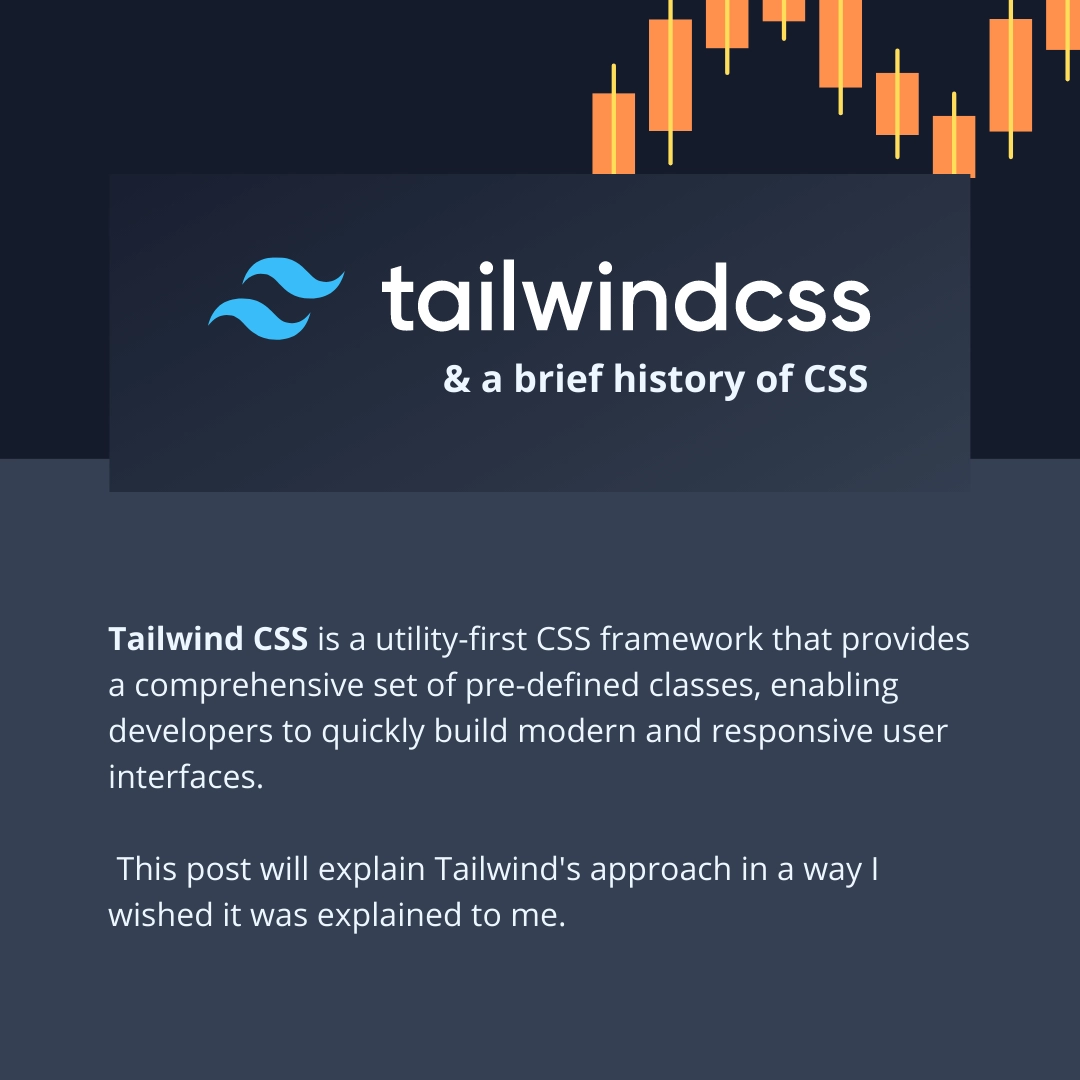 tailwindcss
& a brief history of CSS
Tailwind CSS is a utility-first CSS framework that provides
a comprehensive set of pre-defined classes, enabling
developers to quickly build modern and responsive user
interfaces.
This post will explain Tailwind's approach in a way I
wished it was explained to me.